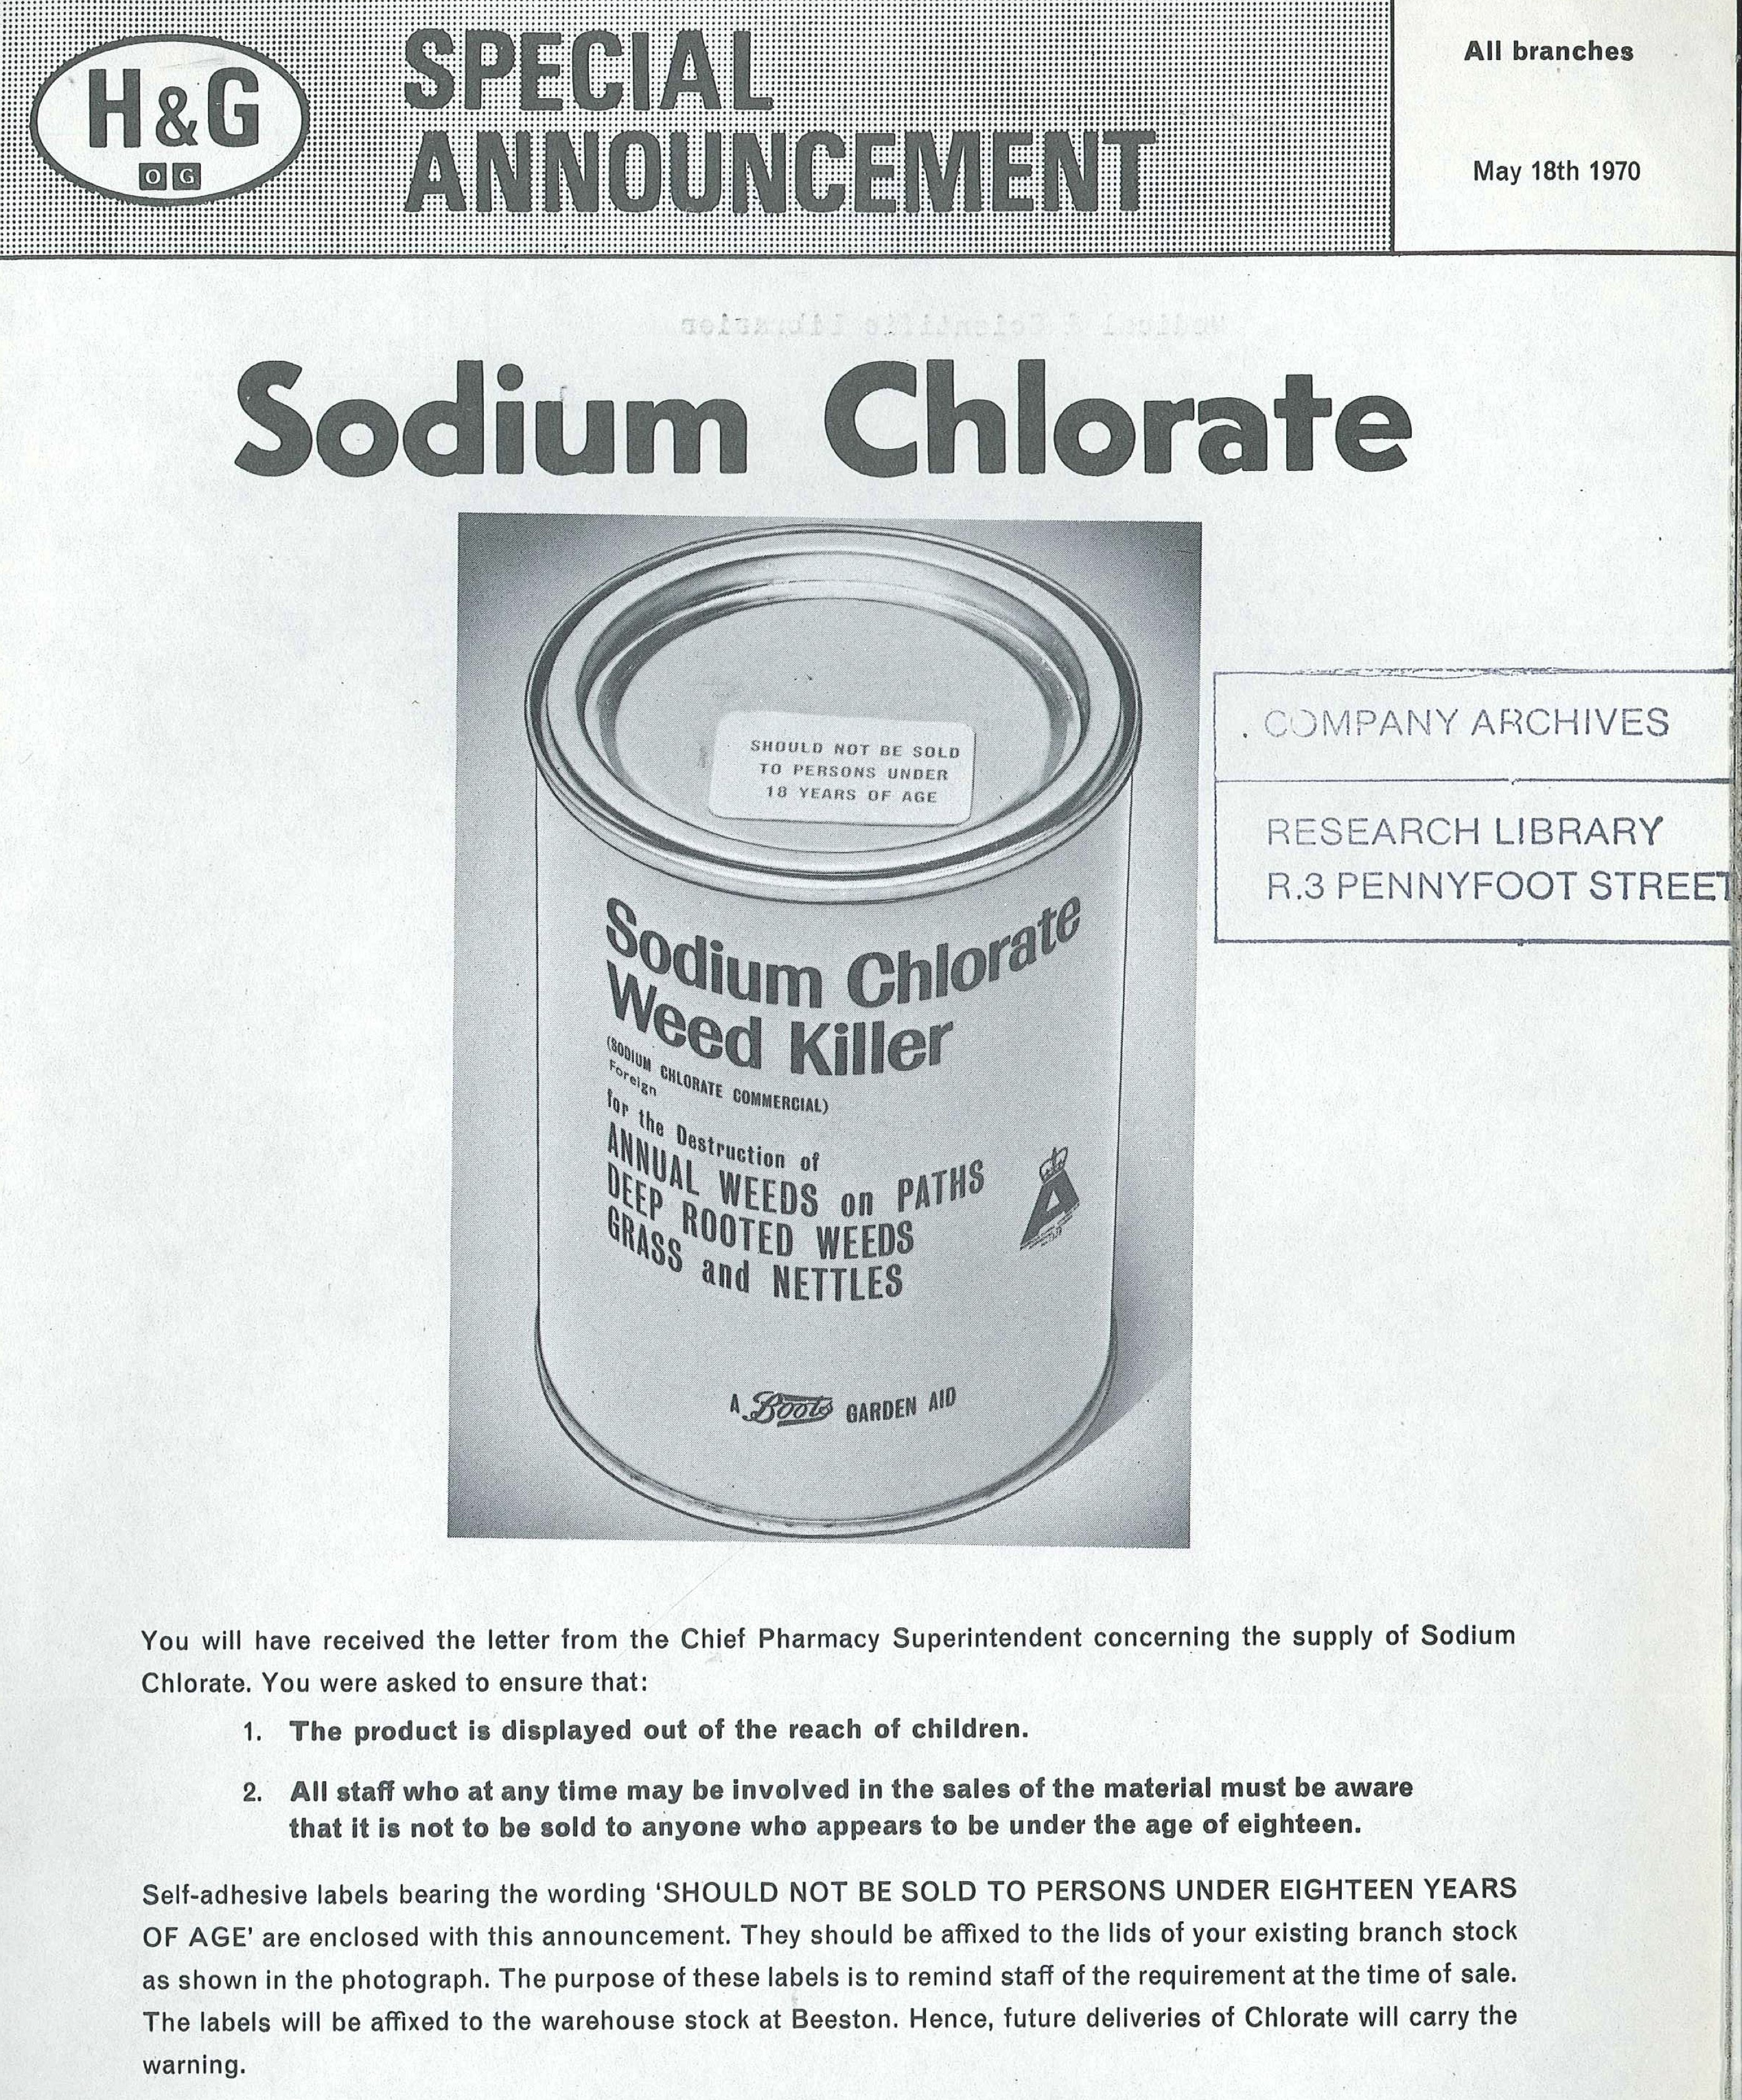 H&G
O G
SPECIAL
ANNOUNCEMENT
All branches
May 18th 1970
Sodium Chlorate
SHOULD NOT BE SOLD
TO PERSONS UNDER
18 YEARS OF AGE
Sodium Chlorate
Weed Killer
(SODIUM CHLORATE COMMERCIAL)
Foreign
for the Destruction of
ANNUAL WEEDS on PATHS
DEEP ROOTED WEEDS
GRASS and NETTLES
A
A Boots GARDEN AID
COMPANY ARCHIVES
RESEARCH LIBRARY
R.3 PENNYFOOT STREET
You will have received the letter from the Chief Pharmacy Superintendent concerning the supply of Sodium
Chlorate. You were asked to ensure that:
1. The product is displayed out of the reach of children.
2. All staff who at any time may be involved in the sales of the material must be aware
that it is not to be sold to anyone who appears to be under the age of eighteen.
Self-adhesive labels bearing the wording ‘SHOULD NOT BE SOLD TO PERSONS UNDER EIGHTEEN YEARS
OF AGE’ are enclosed with this announcement. They should be affixed to the lids of your existing branch stock
as shown in the photograph. The purpose of these labels is to remind staff of the requirement at the time of sale.
The labels will be affixed to the warehouse stock at Beeston. Hence, future deliveries of Chlorate will carry the
warning.